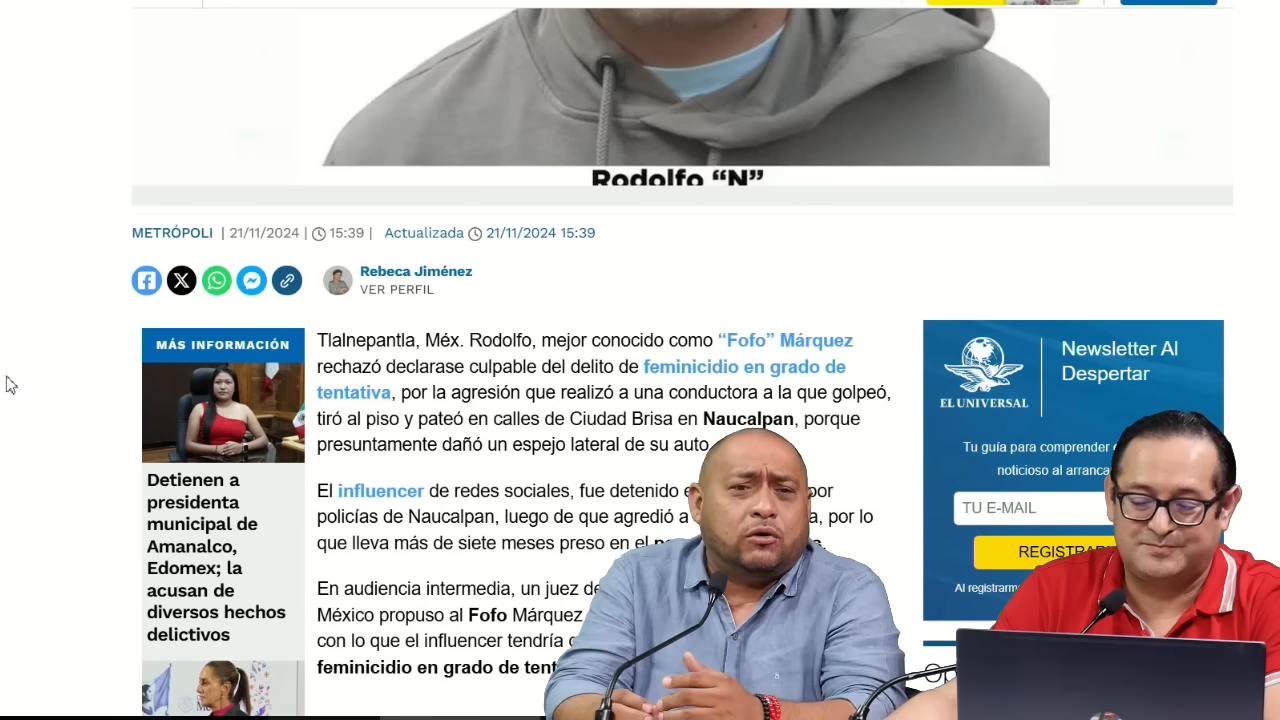 Rodolfo “N”
METRÓPOLI | 21/11/2024 | 15:39 | Actualizada 21/11/2024 15:39
Rebeca Jiménez
VER PERFIL
MÁS INFORMACIÓN
Detienen a
presidenta
municipal de
Amanalco,
Edomex; la
acusan de
diversos hechos
delictivos
Tlalnepantla, Méx. Rodolfo, mejor conocido como “Fofo” Márquez
rechazó declarase culpable del delito de feminicidio en grado de
tentativa, por la agresión que realizó a una conductora a la que golpeó,
tiró al piso y pateó en calles de Ciudad Brisa en Naucalpan, porque
presuntamente dañó un espejo lateral de su auto
El influencer de redes sociales, fue detenido por
policías de Naucalpan, luego de que agredió a por lo
que lleva más de siete meses preso en el
En audiencia intermedia, un juez de
México propuso al Fofo Márquez
con lo que el influencer tendría
feminicidio en grado de
EL UNIVERSAL
Newsletter Al
Despertar
Tu guía para comprender
noticioso al
TU E-MAIL
Al